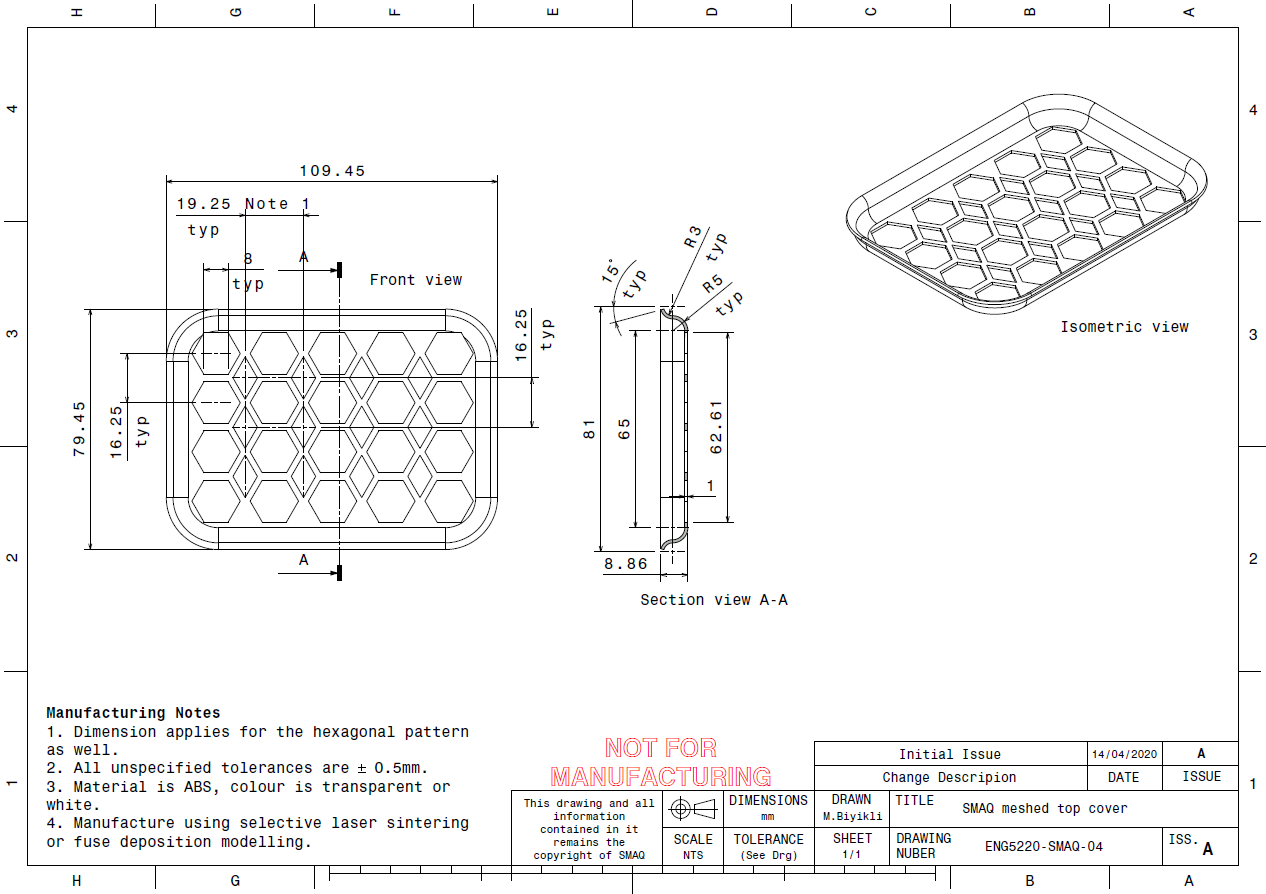 H G F E D C B A
4 4
109.45
19.25 Note 1
typ
8
typ
A
Front view
16.25
typ
3 3
79.45
16.25
typ
A
R3
typ
15°
typ
R5
typ
81
65
62.61
1
8.86
Section view A-A
Isometric view
2 2
Manufacturing Notes
1. Dimension applies for the hexagonal pattern
as well.
2. All unspecified tolerances are ± 0.5mm.
3. Material is ABS, colour is transparent or
white.
4. Manufacture using selective laser sintering
or fuse deposition modelling.
1 1
NOT FOR
MANUFACTURING
This drawing and all
information
contained in it
remains the
copyright of SMAQ
DIMENSIONS
mm
SCALE
NTS
TOLERANCE
(See Drg)
Initial Issue 14/04/2020 A
Change Descripion DATE ISSUE
DRAWN
M.Biyikli
TITLE
SMAQ meshed top cover
SHEET
1/1
DRAWING
NUBER
ENG5220-SMAQ-04
ISS.
A
H G B A